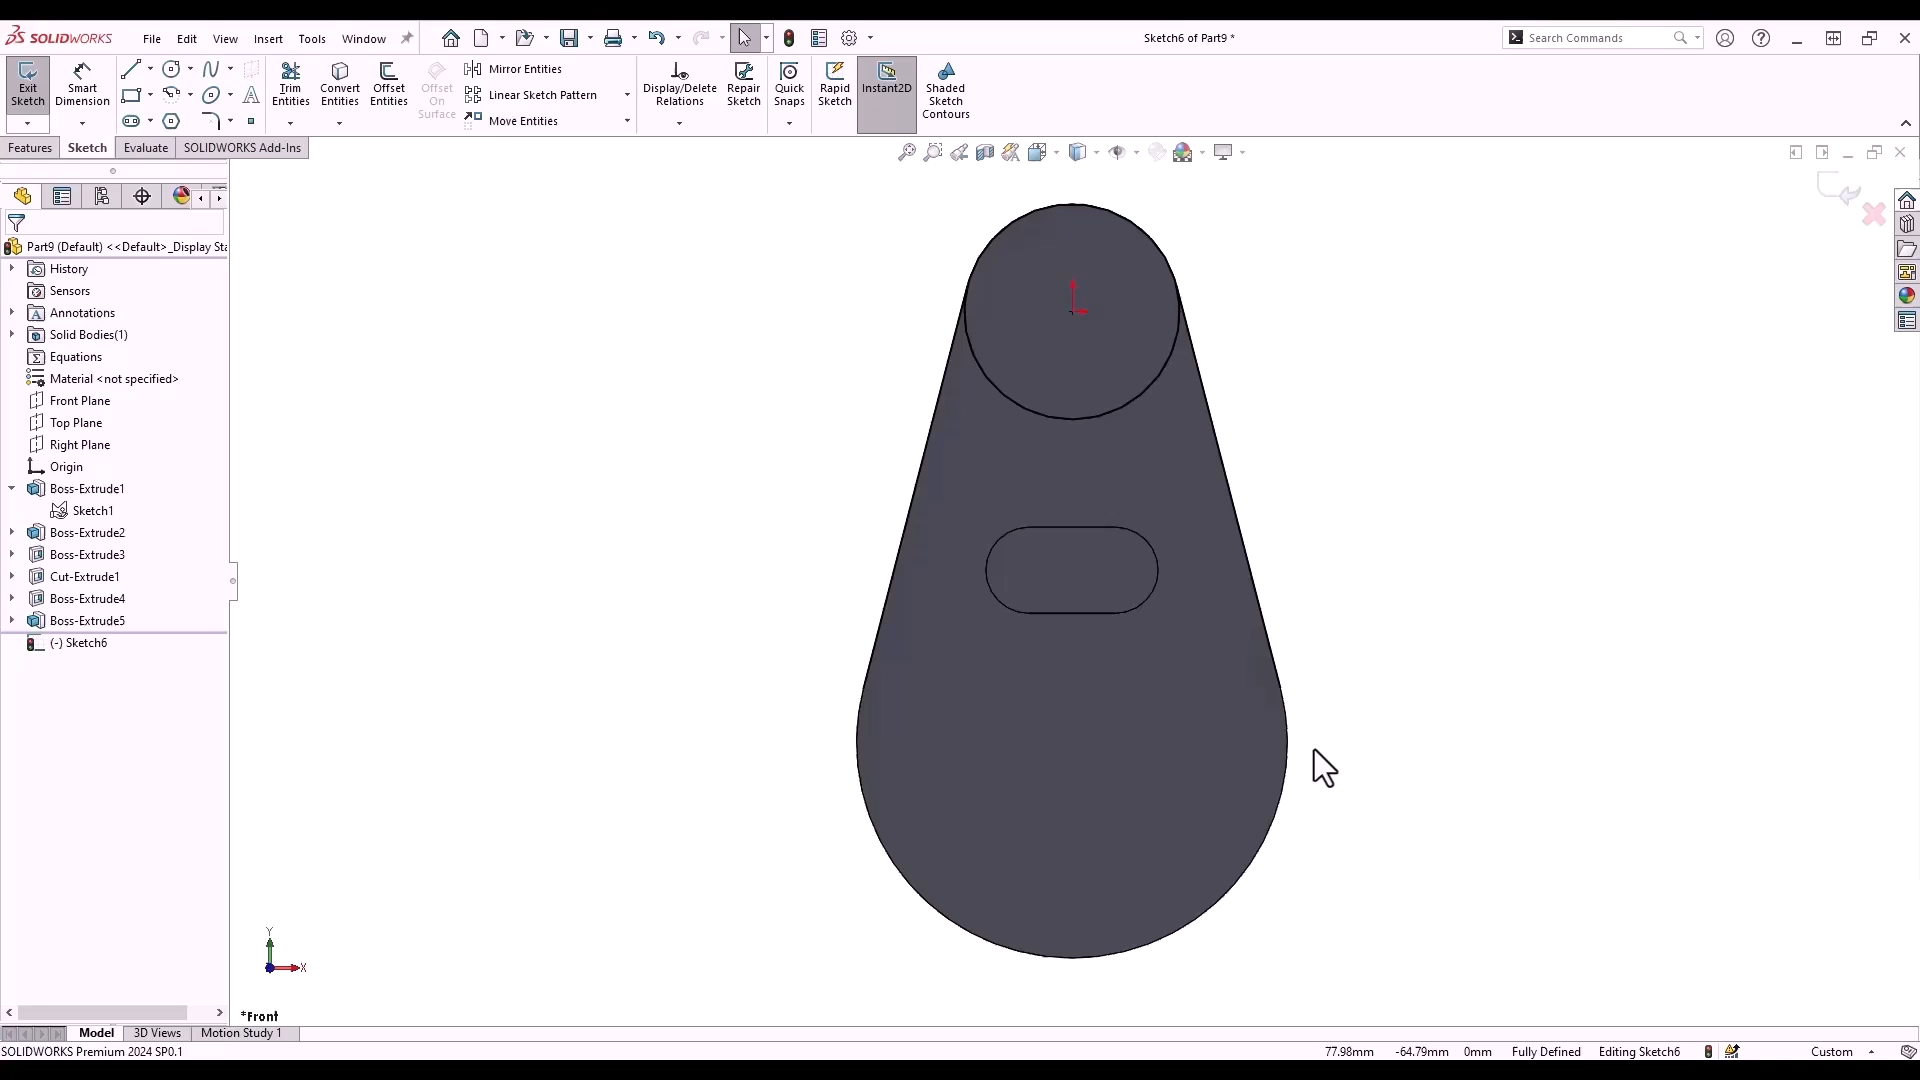 SOLIDWORKS File Edit View Insert Tools Window Sketch6 of Part9 * Search Commands
Exit Sketch
Smart Dimension
Trim Entities
Convert Entities
Offset Entities
Offset On Surface
Mirror Entities
Linear Sketch Pattern
Move Entities
Display/Delete Relations
Repair Sketch
Quick Snaps
Rapid Sketch
Instant2D
Shaded Sketch Contours
Features Sketch Evaluate SOLIDWORKS Add-Ins
Part9 (Default) <<Default>_Display Sta
History
Sensors
Annotations
Solid Bodies(1)
Equations
Material <not specified>
Front Plane
Top Plane
Right Plane
Origin
Boss-Extrude1
Sketch1
Boss-Extrude2
Boss-Extrude3
Cut-Extrude1
Boss-Extrude4
Boss-Extrude5
(-) Sketch6
Y
X
*Front
Model 3D Views Motion Study 1
SOLIDWORKS Premium 2024 SP0.1 77.98mm -64.79mm 0mm Fully Defined Editing Sketch6 Custom